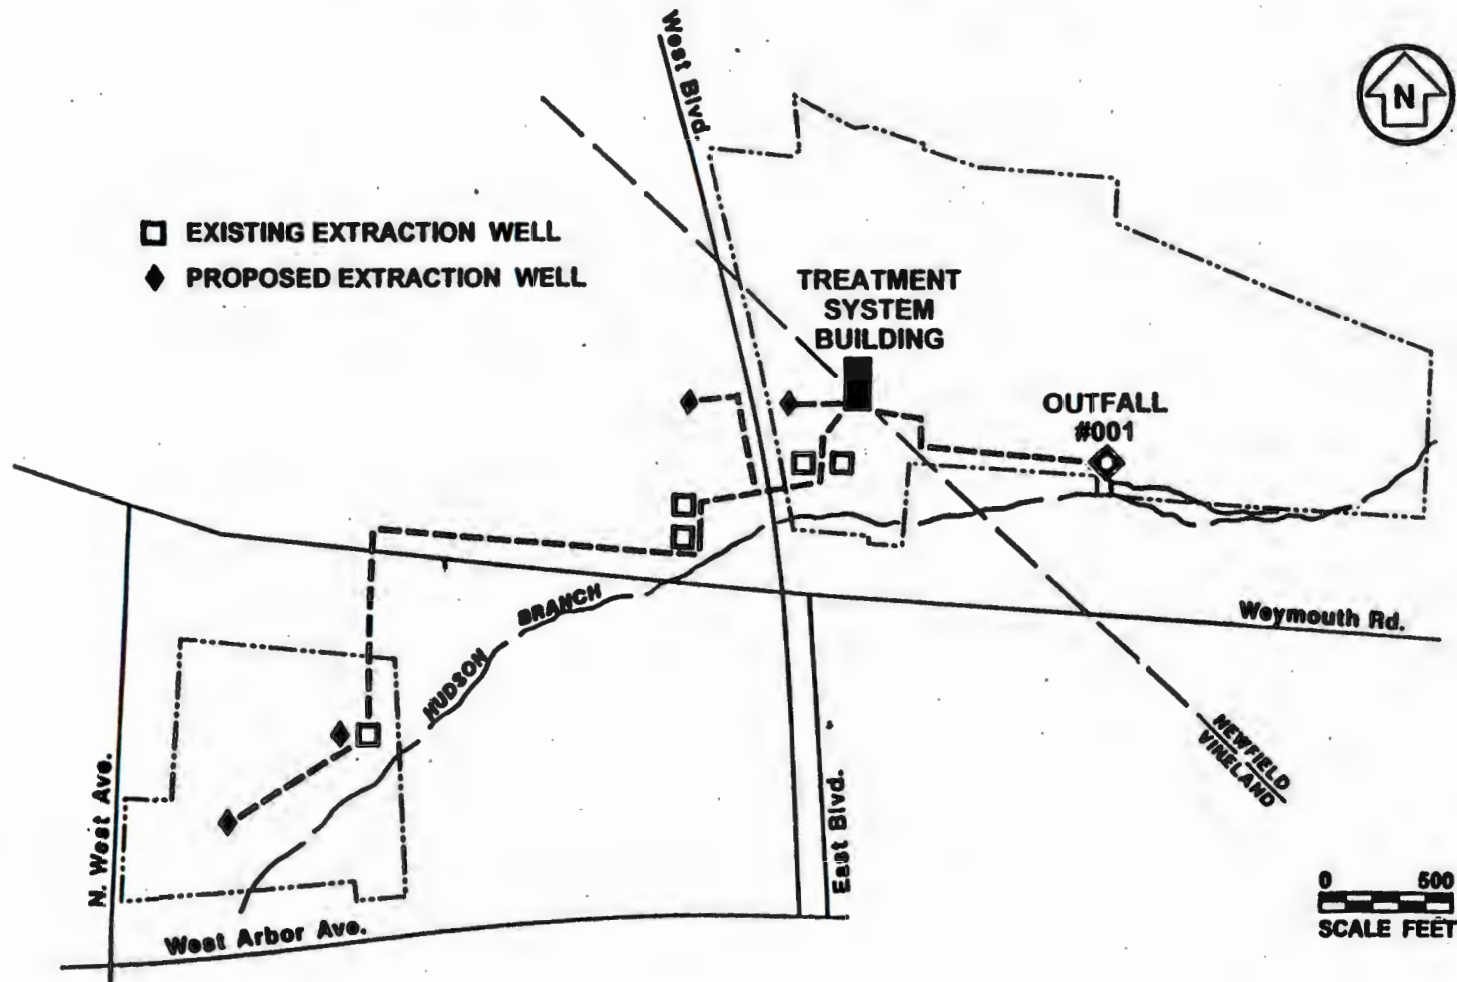 West Blvd.
N
EXISTING EXTRACTION WELL
PROPOSED EXTRACTION WELL
TREATMENT
SYSTEM
BUILDING
OUTFALL
#001
Weymouth Rd.
BRANCH
HUDSON
NEWFIELD
VINELAND
N. West Ave.
East Blvd.
West Arbor Ave.
0 500
SCALE FEET